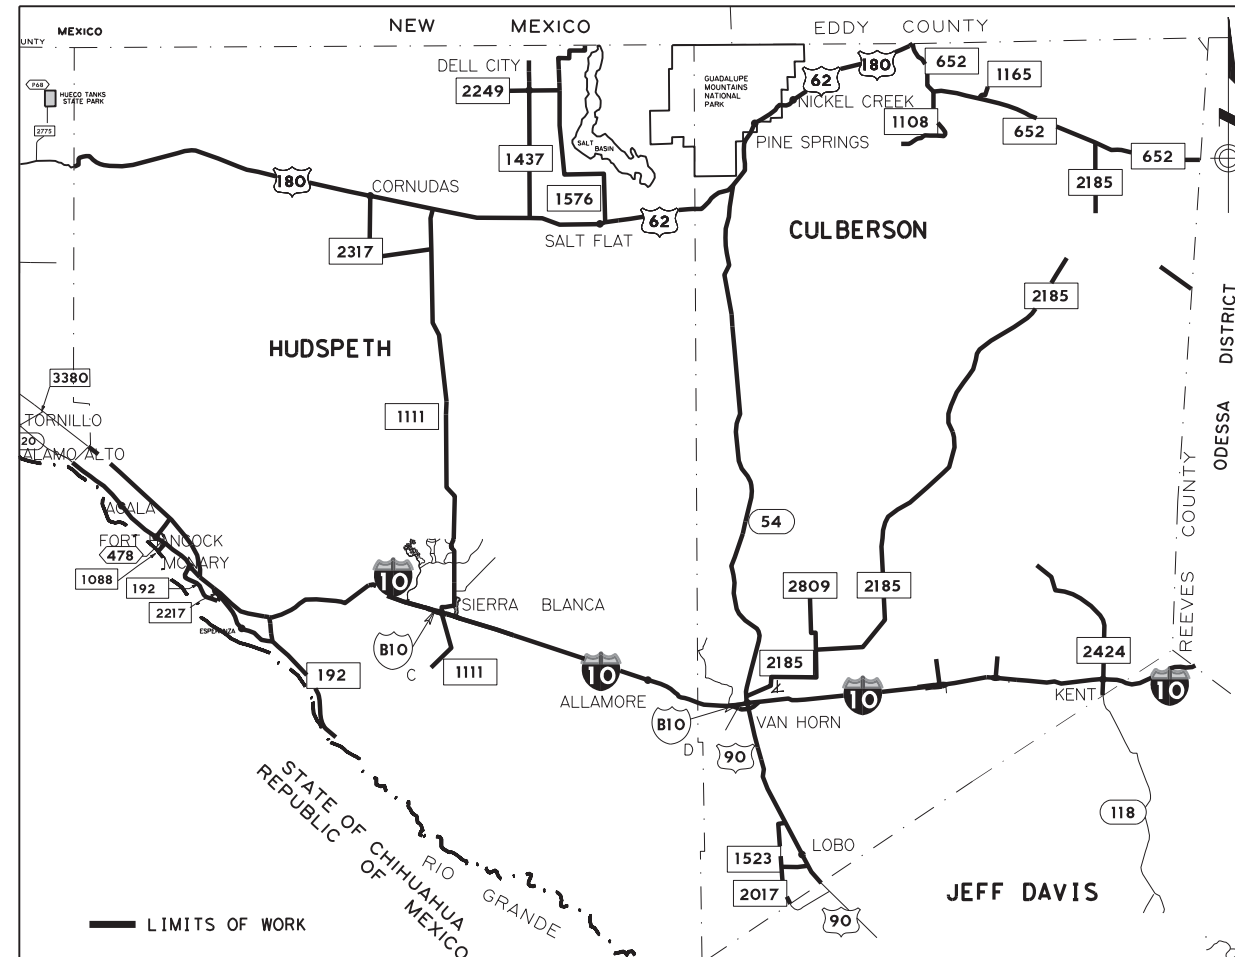 NEW MEXICO
EDDY COUNTY
UNTY
MEXICO
DELL CITY
652
180
62
1165
2249
GUADALUPE
MOUNTAINS
NATIONAL
PARK
P68
HUECO TANKS
STATE PARK
NICKEL CREEK
1108
652
2775
PINE SPRINGS
SALT
BASIN
1437
652
180
CORNUDAS
1576
2185
62
CULBERSON
SALT FLAT
2317
2185
ODESSA DISTRICT
HUDSPETH
3380
1111
TORNILLO
20
ALAMO ALTO
REEVES COUNTY
AGALA
54
FORT HANCOCK
478
MCNARY
1088
192
10
2809
2185
2217
SIERRA BLANCA
ESPERANZA
B10
C
2424
192
1111
10
2185
10
10
ALLAMORE
KENT
B10
VAN HORN
D
90
STATE OF CHIHUAHUA
REPUBLIC OF MEXICO
118
LOBO
1523
RIO GRANDE
2017
JEFF DAVIS
90
LIMITS OF WORK